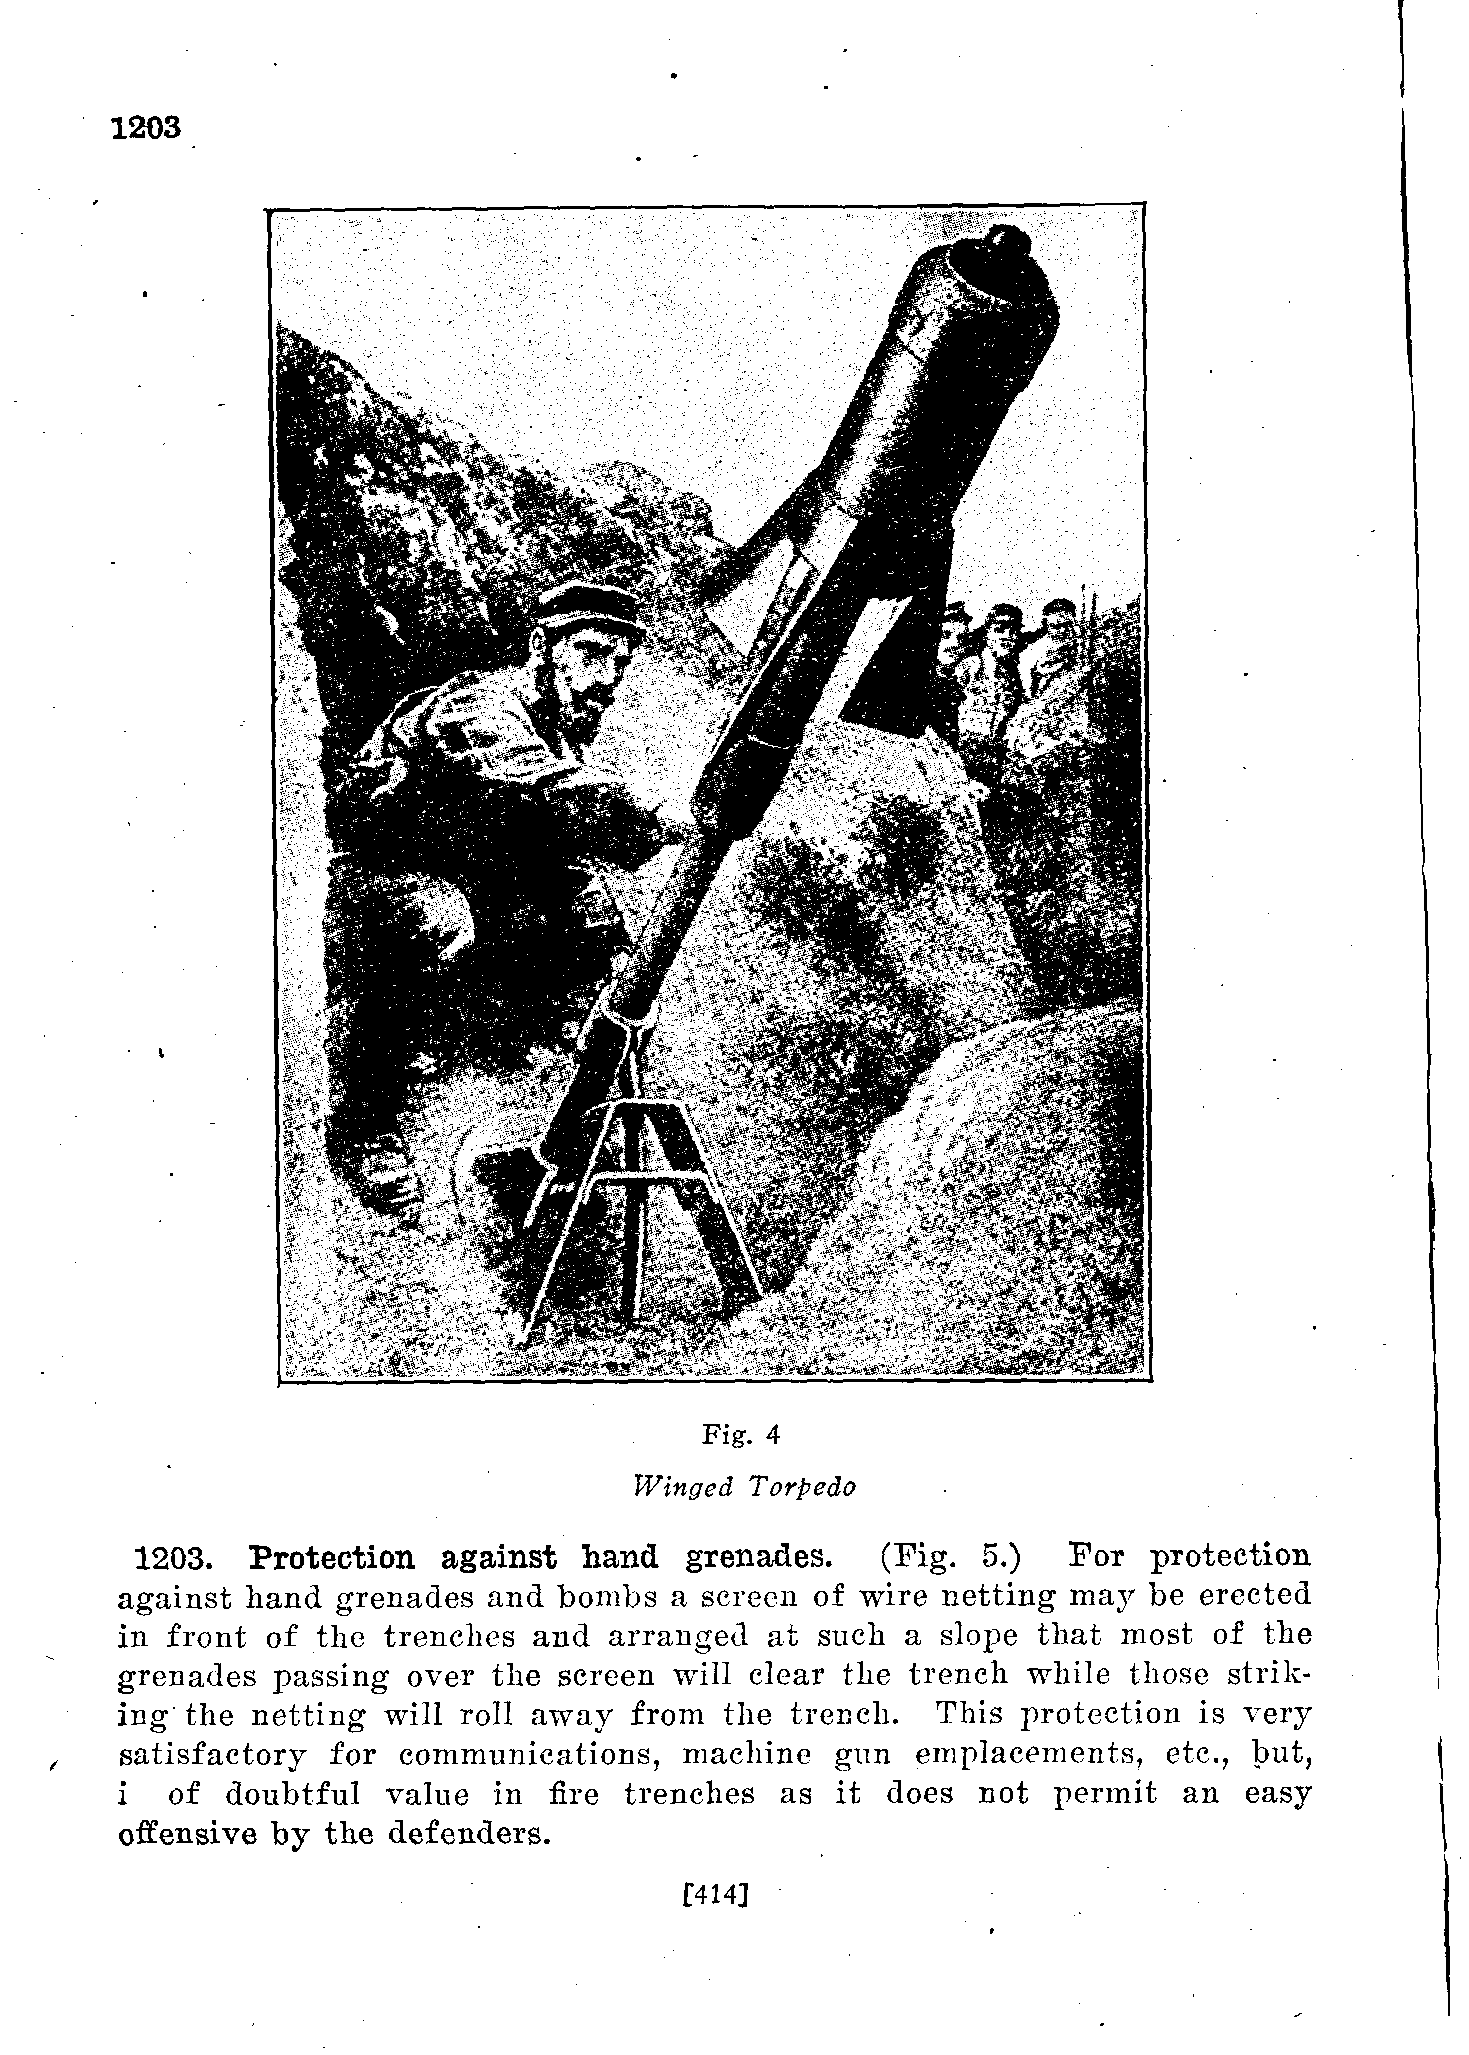 1203
Fig. 4
Winged Torpedo
1203. Protection against hand grenades. (Fig. 5.) For protection
against hand grenades and bombs a screen of wire netting may be erected
in front of the trenches and arranged at such a slope that most of the
grenades passing over the screen will clear the trench while those strik-
ing the netting will roll away from the trench. This protection is very
satisfactory for communications, machine gun emplacements, etc., but,
i of doubtful value in fire trenches as it does not permit an easy
offensive by the defenders.
[414]